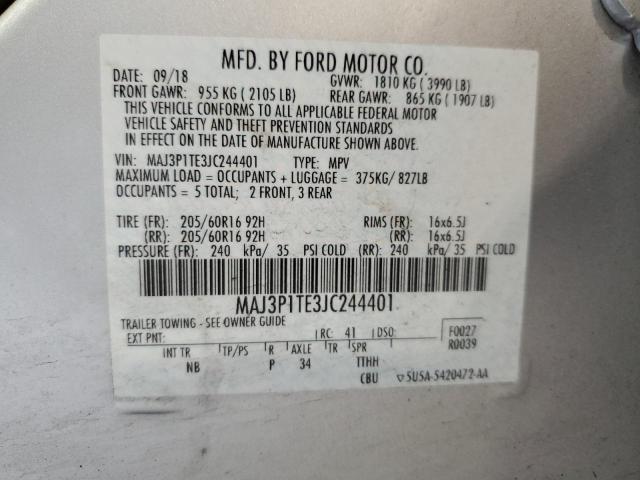 MFD. BY FORD MOTOR CO.
DATE: 09/18 GVWR: 1810 KG ( 3990 LB)
FRONT GAWR: 955 KG ( 2105 LB) REAR GAWR: 865 KG ( 1907 LB)
THIS VEHICLE CONFORMS TO ALL APPLICABLE FEDERAL MOTOR
VEHICLE SAFETY AND THEFT PREVENTION STANDARDS
IN EFFECT ON THE DATE OF MANUFACTURE SHOWN ABOVE.
VIN: MAJ3P1TE3JC244401 TYPE: MPV
MAXIMUM LOAD = OCCUPANTS + LUGGAGE = 375KG/ 827LB
OCCUPANTS = 5 TOTAL; 2 FRONT, 3 REAR
TIRE (FR): 205/60R16 92H RIMS (FR): 16x6.5J
(RR): 205/60R16 92H (RR): 16x6.5J
PRESSURE (FR): 240 kPa/ 35 PSI COLD (RR): 240 kPa/ 35 PSI COLD
MAJ3P1TE3JC244401
TRAILER TOWING - SEE OWNER GUIDE
EXT PNT: RC: 41 DSO: F0027
INT TR TP/PS R AXLE TR SPR R0039
NB P 34 TTHH
CBU 5U5A-5420472-AA